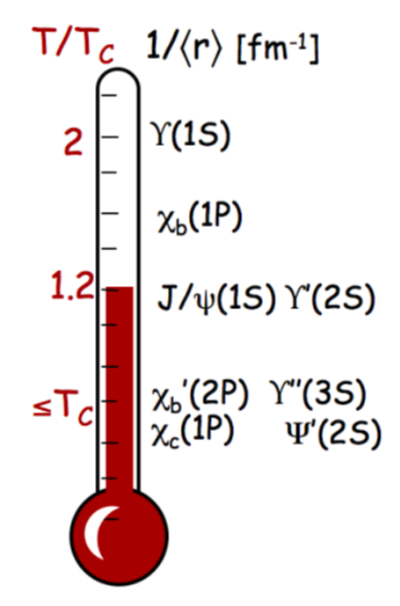 T/T_C 1/⟨r⟩ [fm⁻¹]
2 ϒ(1S)
χ_b(1P)
1.2 J/ψ(1S) ϒ'(2S)
≤T_C χ_b'(2P) ϒ''(3S)
χ_c(1P) Ψ'(2S)